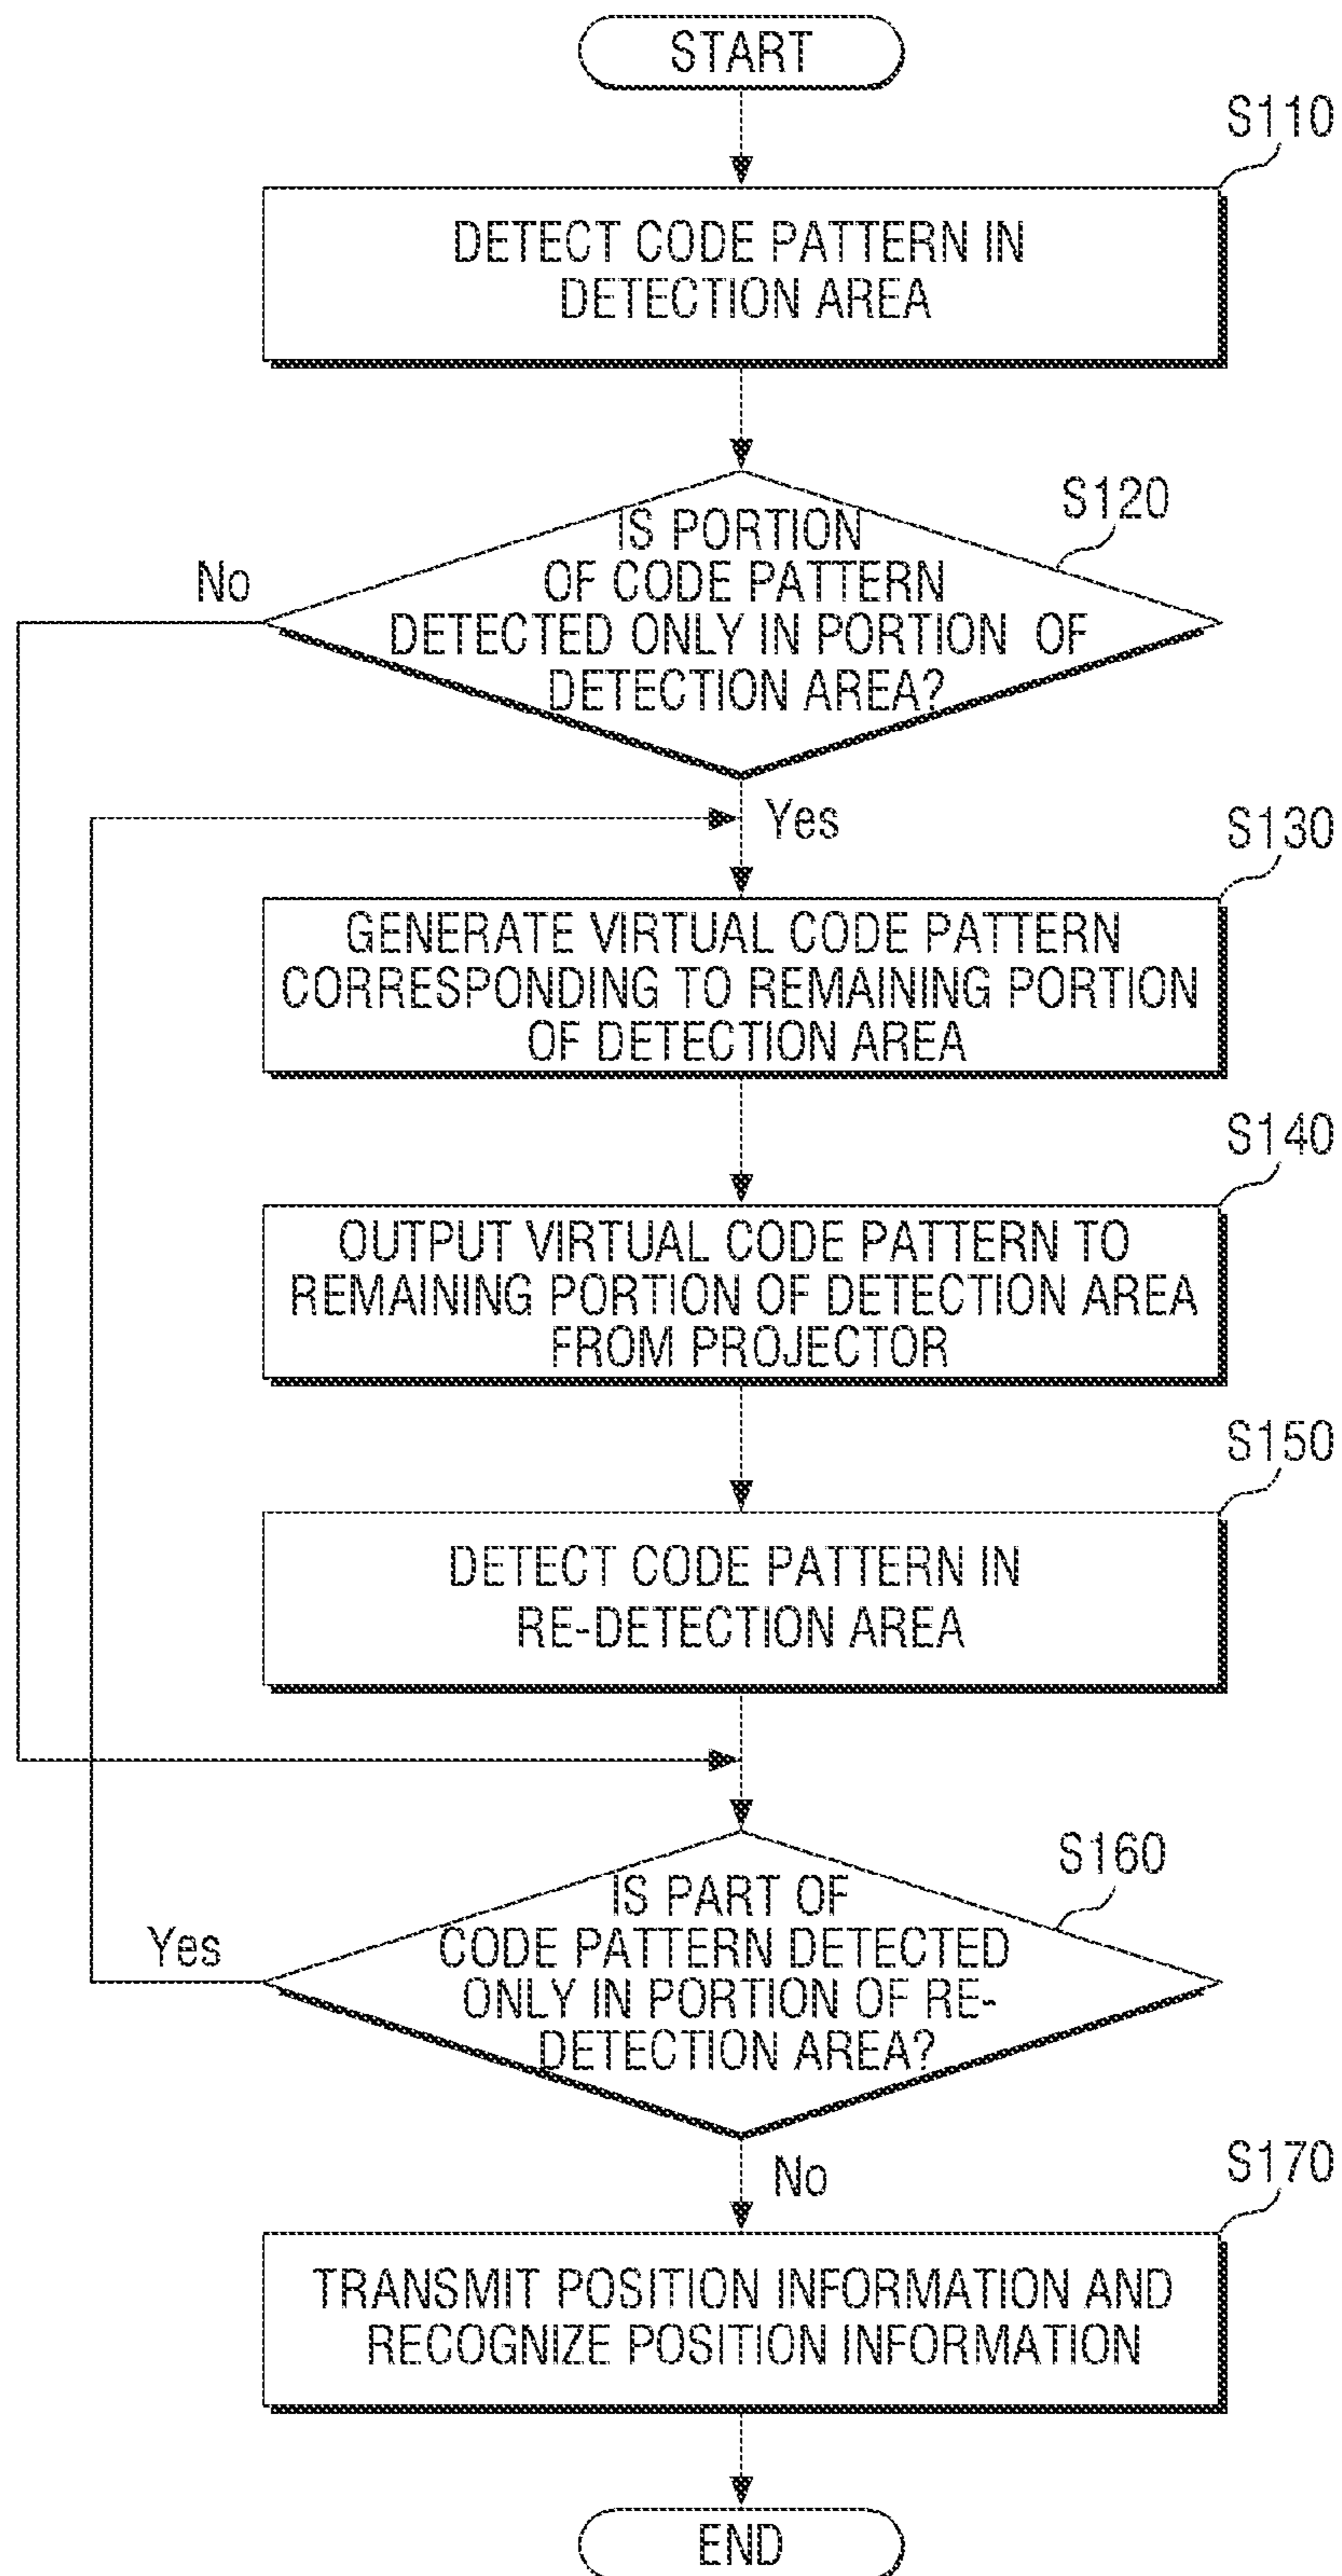 START
S110
DETECT CODE PATTERN IN
DETECTION AREA
S120
IS PORTION
OF CODE PATTERN
DETECTED ONLY IN PORTION OF
DETECTION AREA?
No
Yes
S130
GENERATE VIRTUAL CODE PATTERN
CORRESPONDING TO REMAINING PORTION
OF DETECTION AREA
S140
OUTPUT VIRTUAL CODE PATTERN TO
REMAINING PORTION OF DETECTION AREA
FROM PROJECTOR
S150
DETECT CODE PATTERN IN
RE-DETECTION AREA
S160
IS PART OF
CODE PATTERN DETECTED
ONLY IN PORTION OF RE-
DETECTION AREA?
Yes
No
S170
TRANSMIT POSITION INFORMATION AND
RECOGNIZE POSITION INFORMATION
END